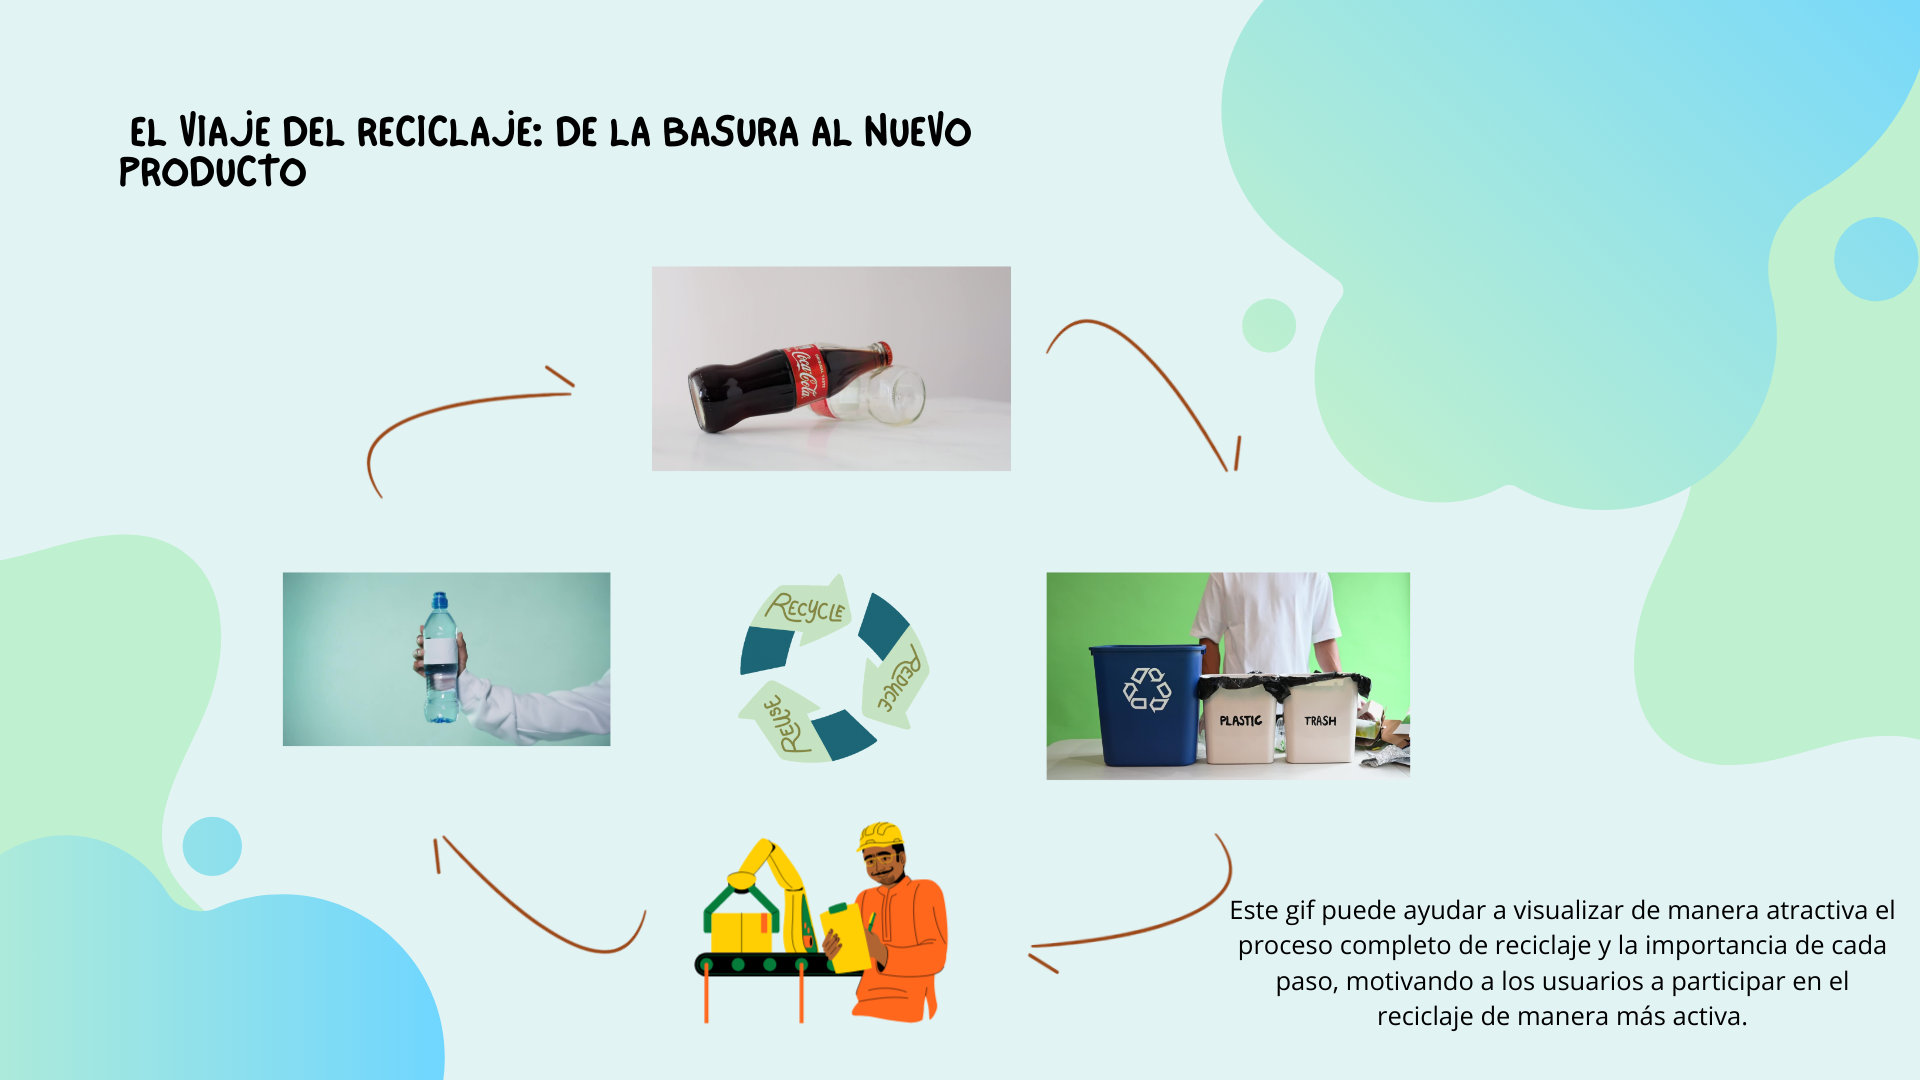 EL VIAJE DEL RECICLAJE: DE LA BASURA AL NUEVO
PRODUCTO
Coca-Cola
RECYCLE
REDUCE
REUSE
PLASTIC
TRASH
Este gif puede ayudar a visualizar de manera atractiva el
proceso completo de reciclaje y la importancia de cada
paso, motivando a los usuarios a participar en el
reciclaje de manera más activa.